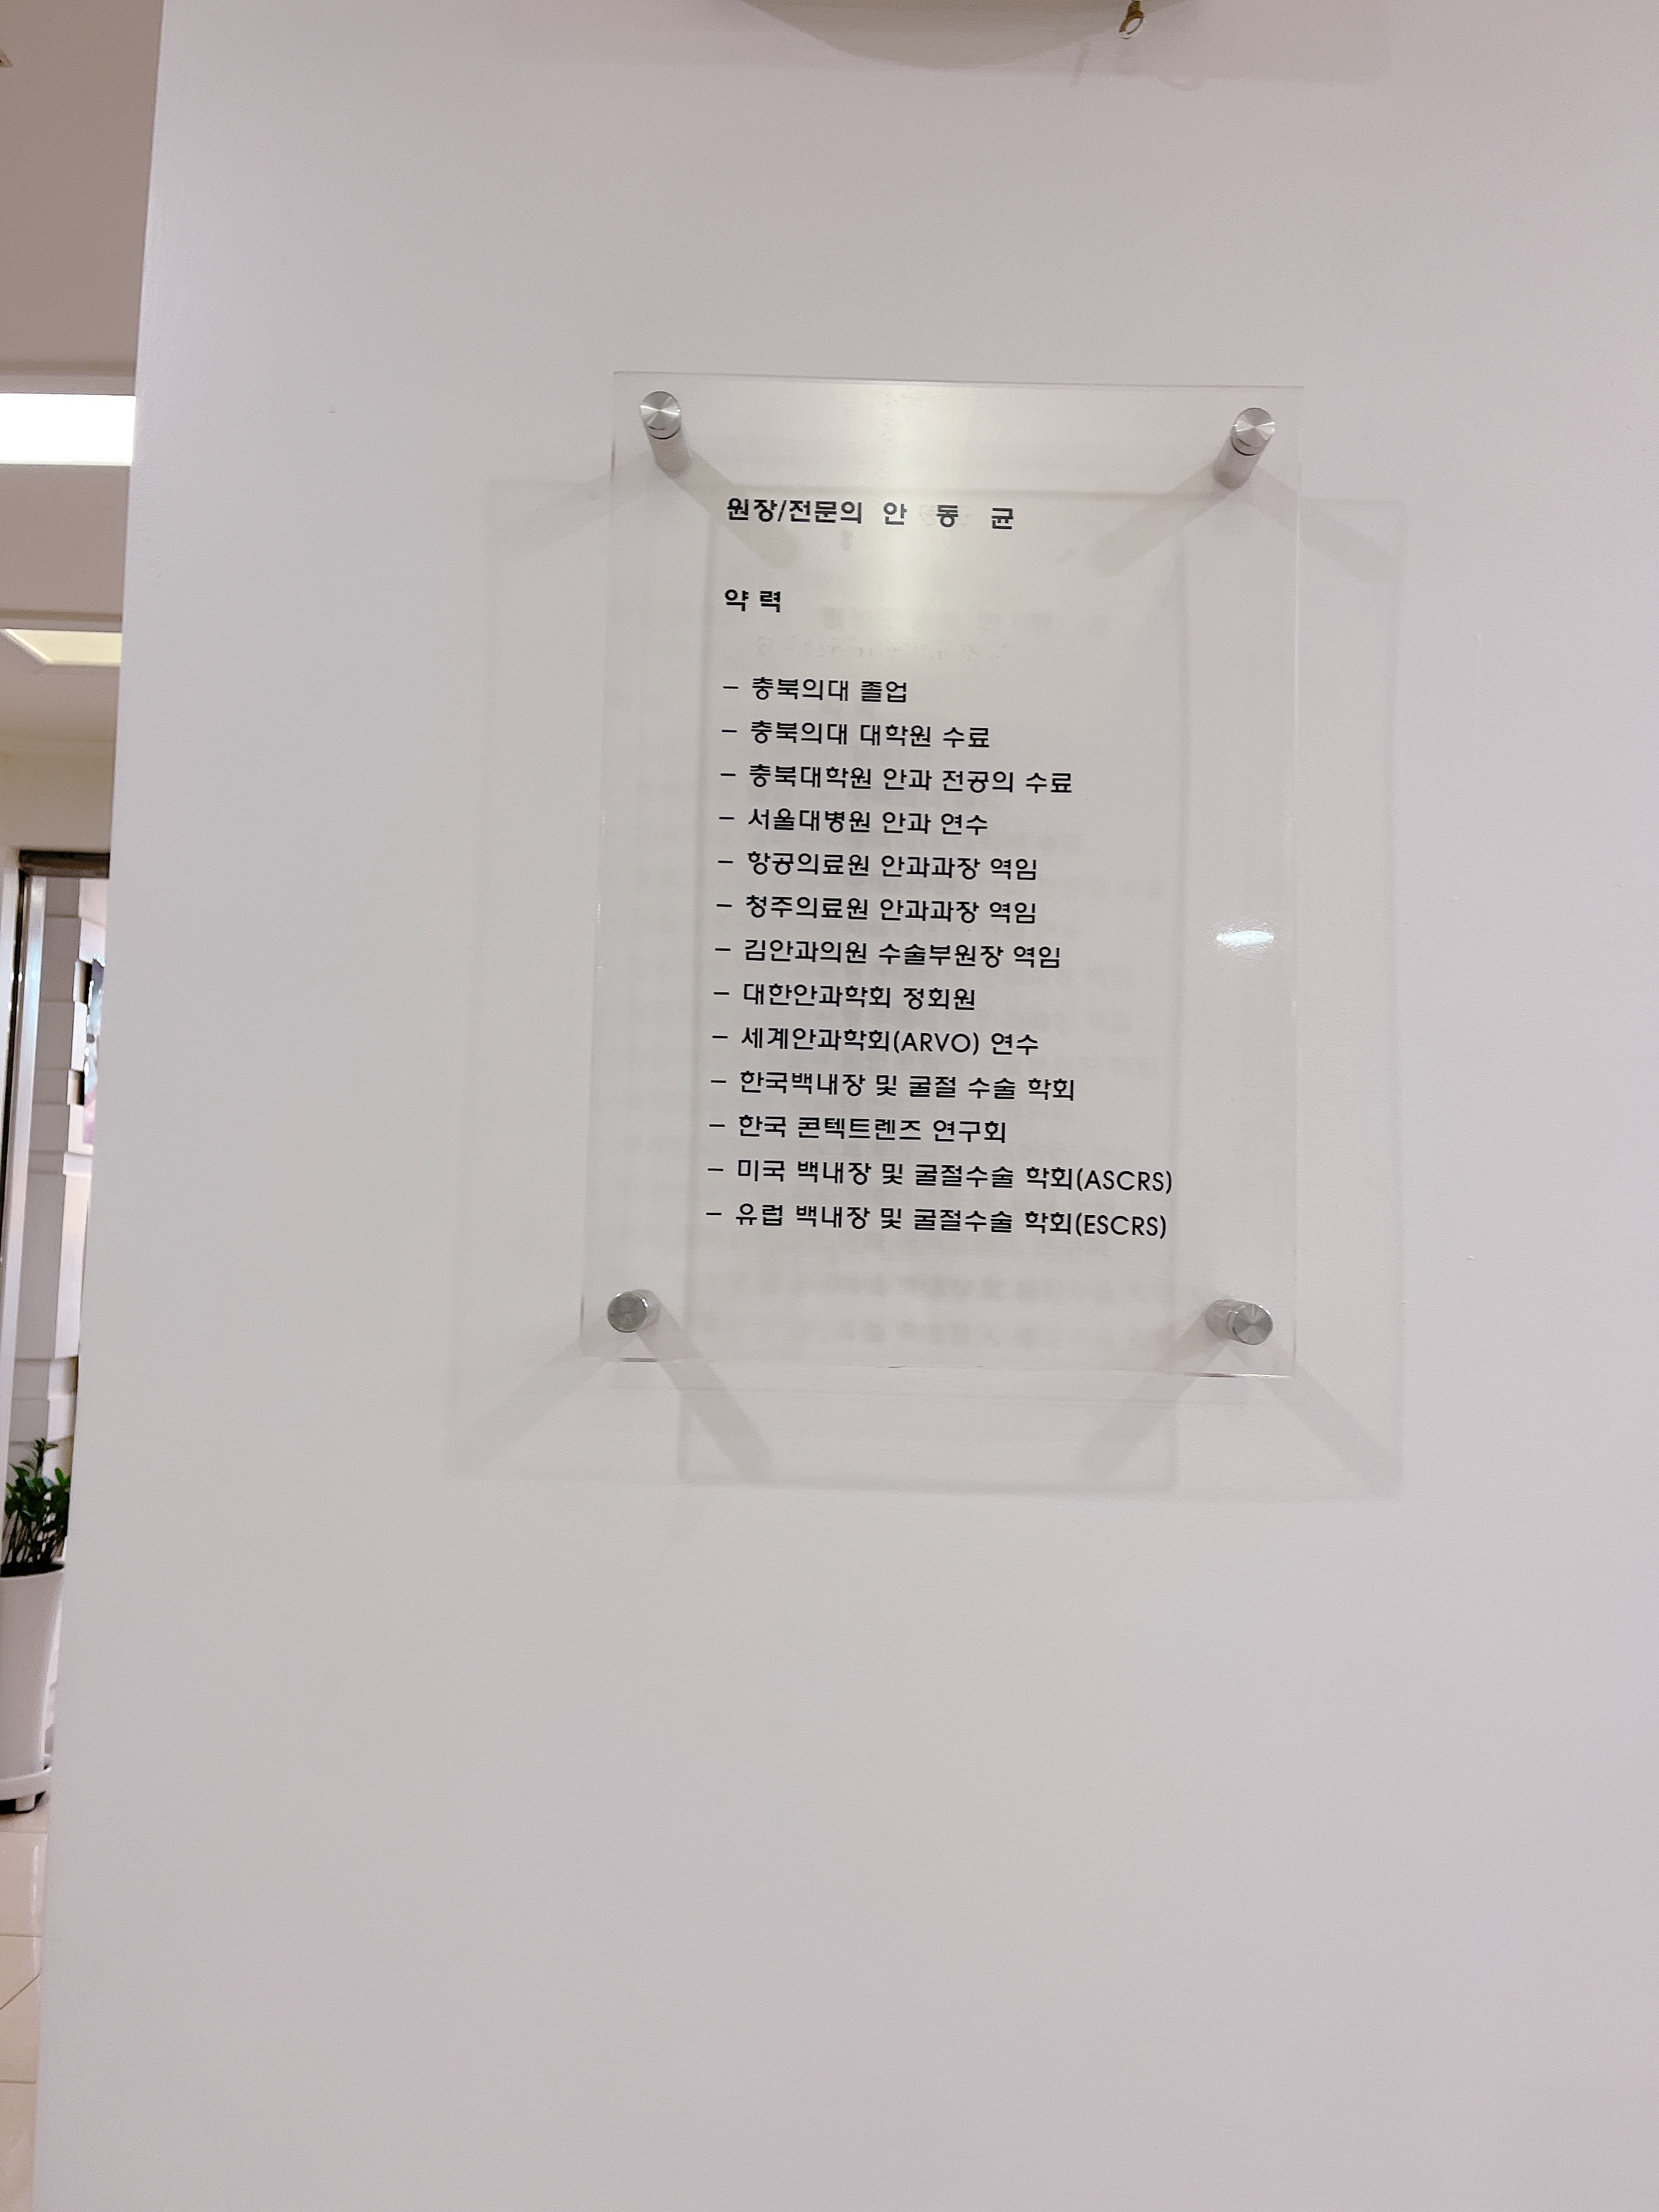 원장/전문의 안 동 균
약 력
– 충북의대 졸업
– 충북의대 대학원 수료
– 충북대학원 안과 전공의 수료
– 서울대병원 안과 연수
– 항공의료원 안과과장 역임
– 청주의료원 안과과장 역임
– 김안과의원 수술부원장 역임
– 대한안과학회 정회원
– 세계안과학회(ARVO) 연수
– 한국백내장 및 굴절 수술 학회
– 한국 콘텍트렌즈 연구회
– 미국 백내장 및 굴절수술 학회(ASCRS)
– 유럽 백내장 및 굴절수술 학회(ESCRS)